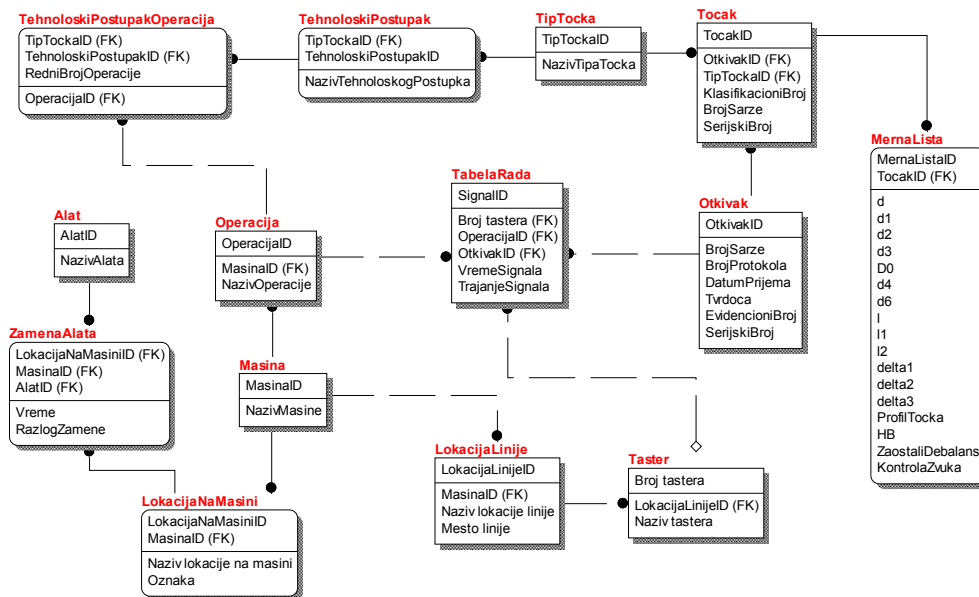 TehnoloskiPostupakOperacija
TipTockaID (FK)
TehnoloskiPostupakID (FK)
RedniBrojOperacije
OperacijaID (FK)
TehnoloskiPostupak
TipTockaID (FK)
TehnoloskiPostupakID
NazivTehnoloskogPostupka
TipTocka
TipTockaID
NazivTipaTocka
Tocak
TocakID
OtkivakID (FK)
TipTockaID (FK)
KlasifikacioniBroj
BrojSarze
SerijskiBroj
MernaLista
MernaListaID
TocakID (FK)
d
d1
d2
d3
D0
d4
d6
l
l1
l2
delta1
delta2
delta3
ProfilTocka
HB
ZaostaliDebalans
KontrolaZvuka
Alat
AlatID
NazivAlata
Operacija
OperacijaID
MasinaID (FK)
NazivOperacije
TabelaRada
SignalID
Broj tastera (FK)
OperacijaID (FK)
OtkivakID (FK)
VremeSignala
TrajanjeSignala
Otkivak
OtkivakID
BrojSarze
BrojProtokola
DatumPrijema
Tvrdoca
EvidencioniBroj
SerijskiBroj
ZamenaAlata
LokacijaNaMasiniID (FK)
MasinaID (FK)
AlatID (FK)
Vreme
RazlogZamene
Masina
MasinaID
NazivMasine
LokacijaNaMasini
LokacijaNaMasiniID
MasinaID (FK)
Naziv lokacije na masini
Oznaka
LokacijaLinije
LokacijaLinijeID
MasinaID (FK)
Naziv lokacije linije
Mesto linije
Taster
Broj tastera
LokacijaLinijeID (FK)
Naziv tastera